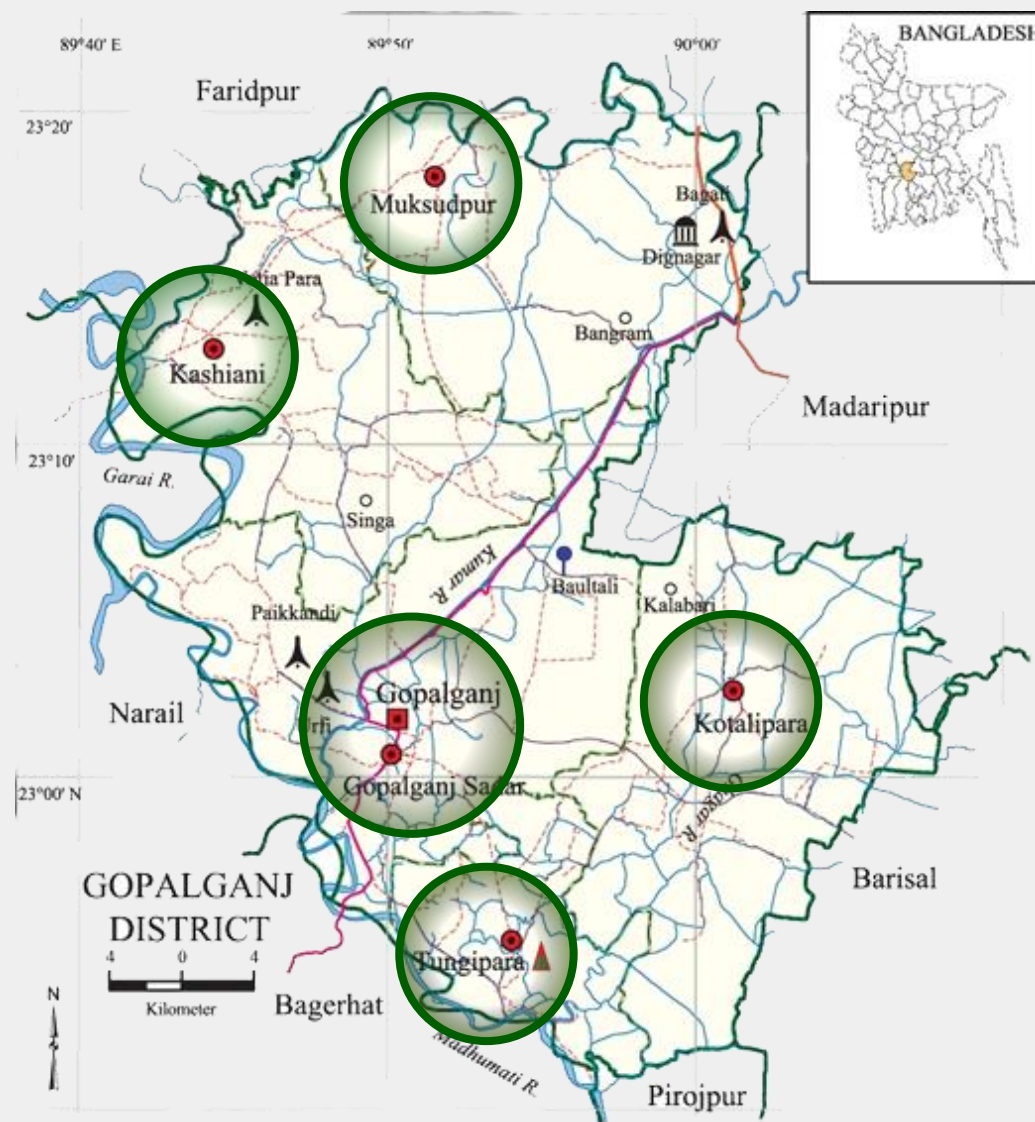 89°40′ E
89°50′
90°00′
BANGLADESH
Faridpur
23°20′
Muksudpur
Bagati
Dignagar
Bangram
Kashiani
Madaripur
23°10′
Garai R.
Singa
Kumar R.
Baultali
Kalabari
Paikkandi
Gopalganj
Narail
Urfi
Kotalipara
Gopalganj Sadar
23°00′ N
R.
GOPALGANJ
DISTRICT
Barisal
Tungipara
4 0 4
Kilometer
N
Bagerhat
Madhumati R.
Pirojpur